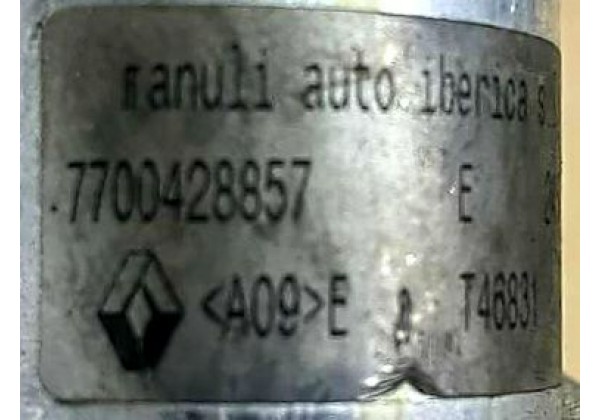 manuli auto iberica s.
7700428857 E
<A09>E T46831